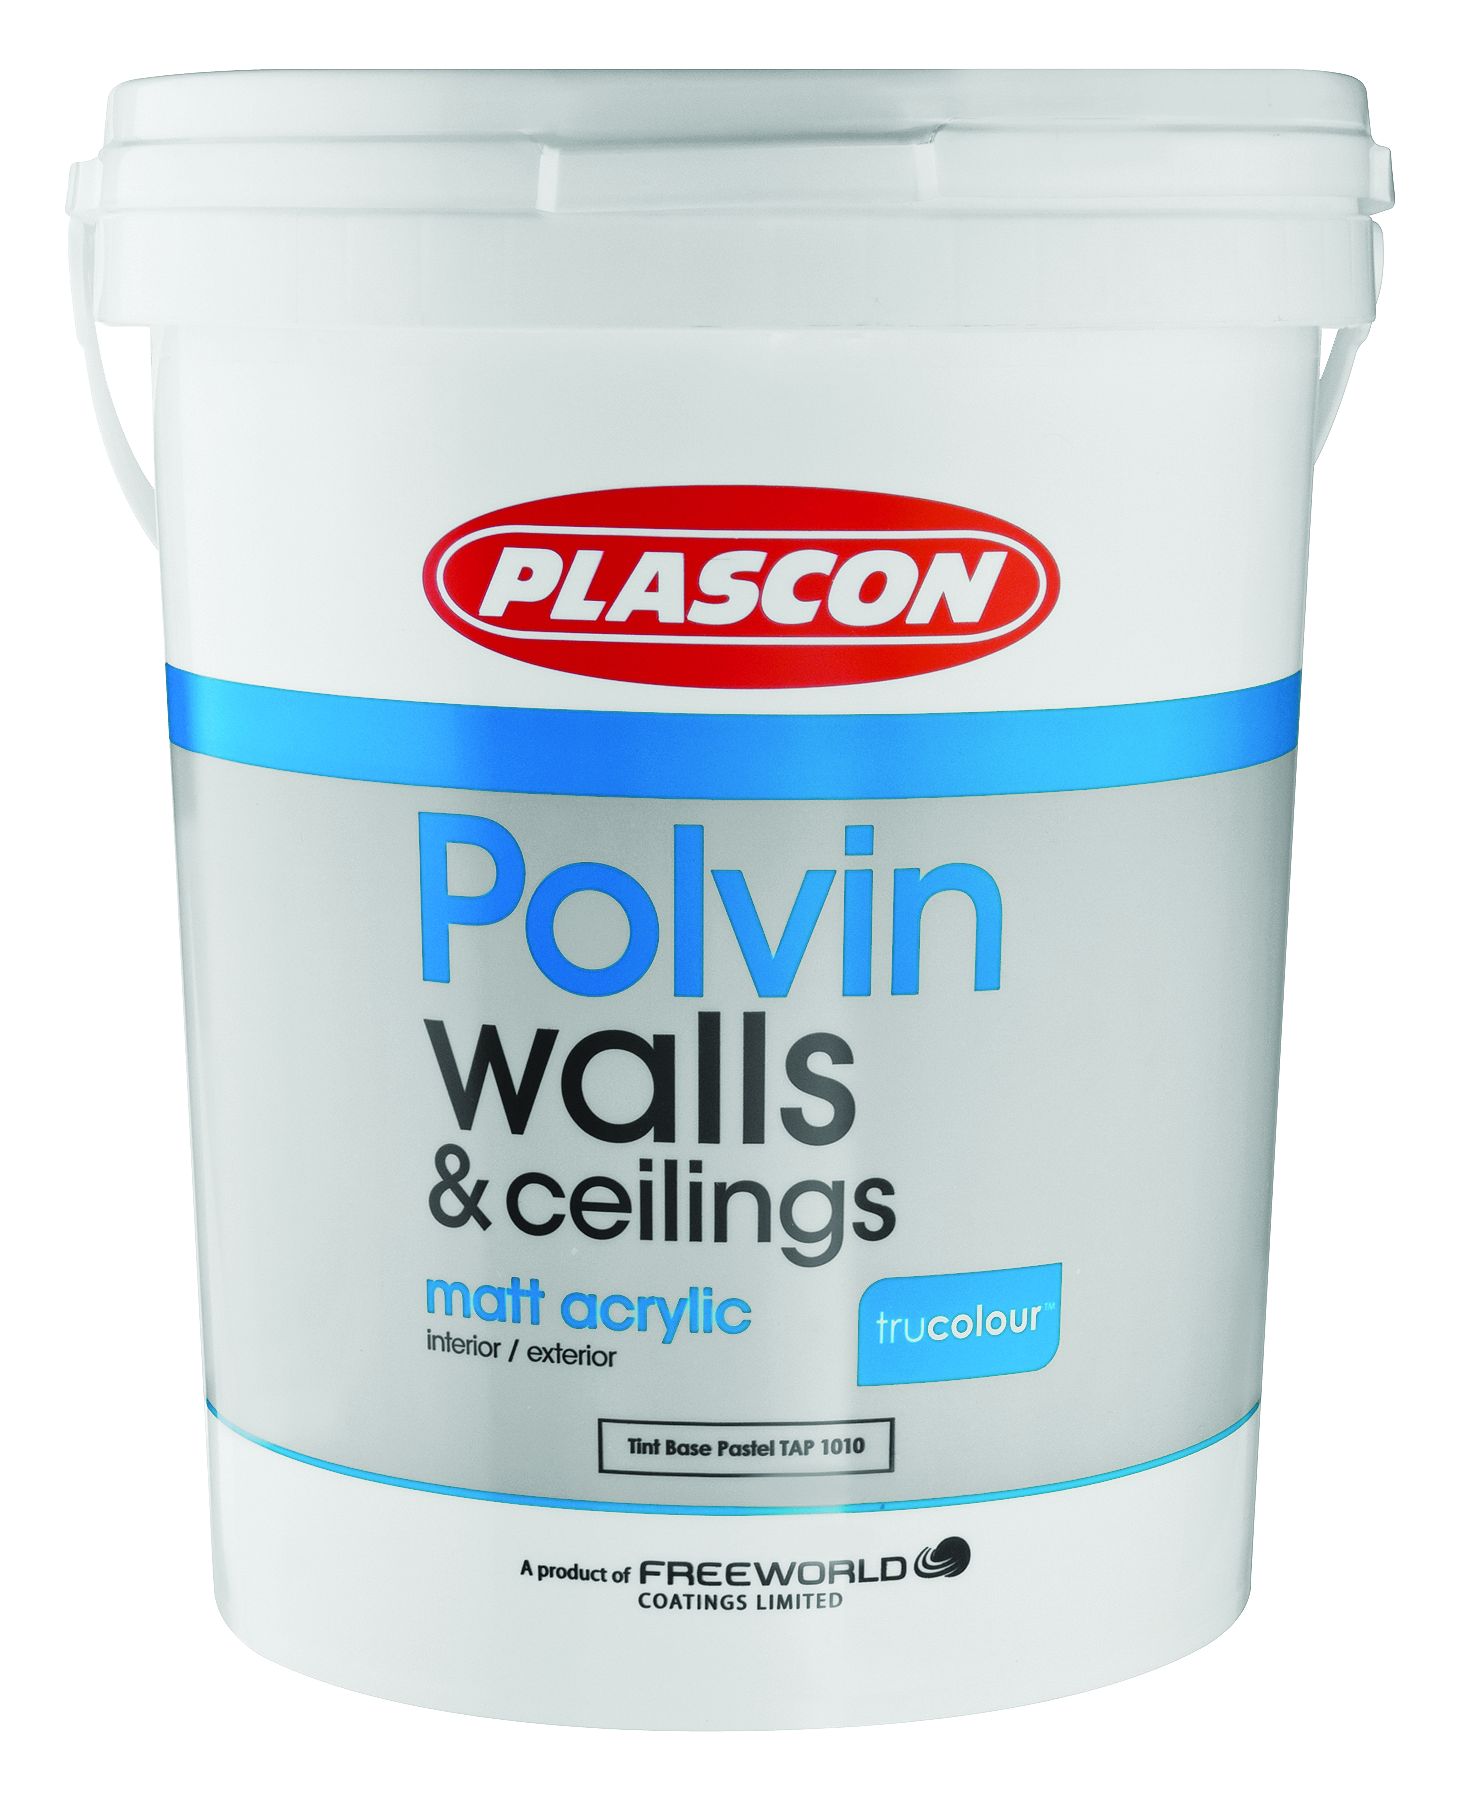 PLASCON
Polvin
walls
& ceilings
matt acrylic
interior / exterior
trucolour™
Tint Base Pastel TAP 1010
A product of FREEWORLD
COATINGS LIMITED